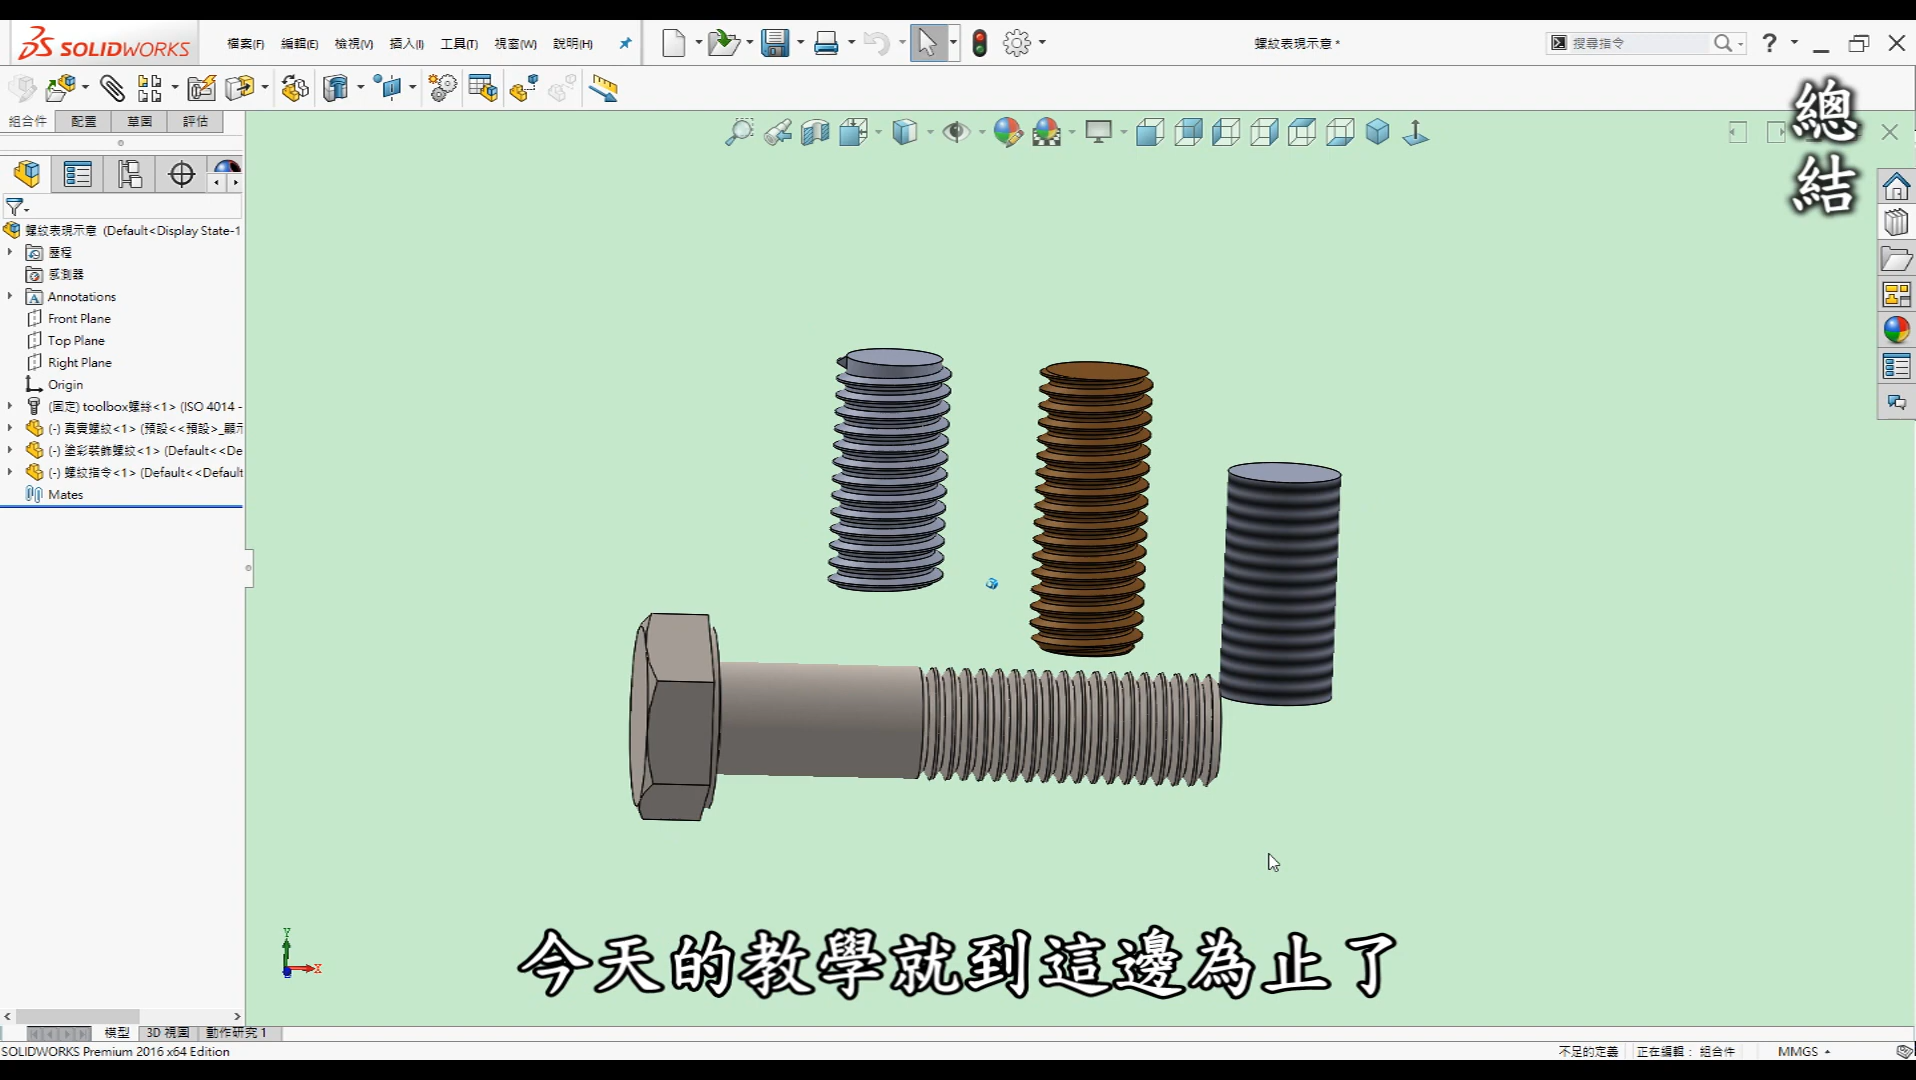 SOLIDWORKS
檔案(F) 編輯(E) 檢視(V) 插入(I) 工具(T) 視窗(W) 說明(H)
螺紋表現示意 *
搜尋指令
組合件 配置 草圖 評估
總結
螺紋表現示意 (Default<Display State-1
歷程
感測器
Annotations
Front Plane
Top Plane
Right Plane
Origin
(固定) toolbox螺絲<1> (ISO 4014 -
(-) 真實螺紋<1> (預設<<預設>_顯示
(-) 塗彩裝飾螺紋<1> (Default<<De
(-) 螺紋指令<1> (Default<<Default
Mates
Y
X
今天的教學就到這邊為止了
模型 3D 視圖 動作研究 1
SOLIDWORKS Premium 2016 x64 Edition
不足的定義 正在編輯: 組合件 MMGS